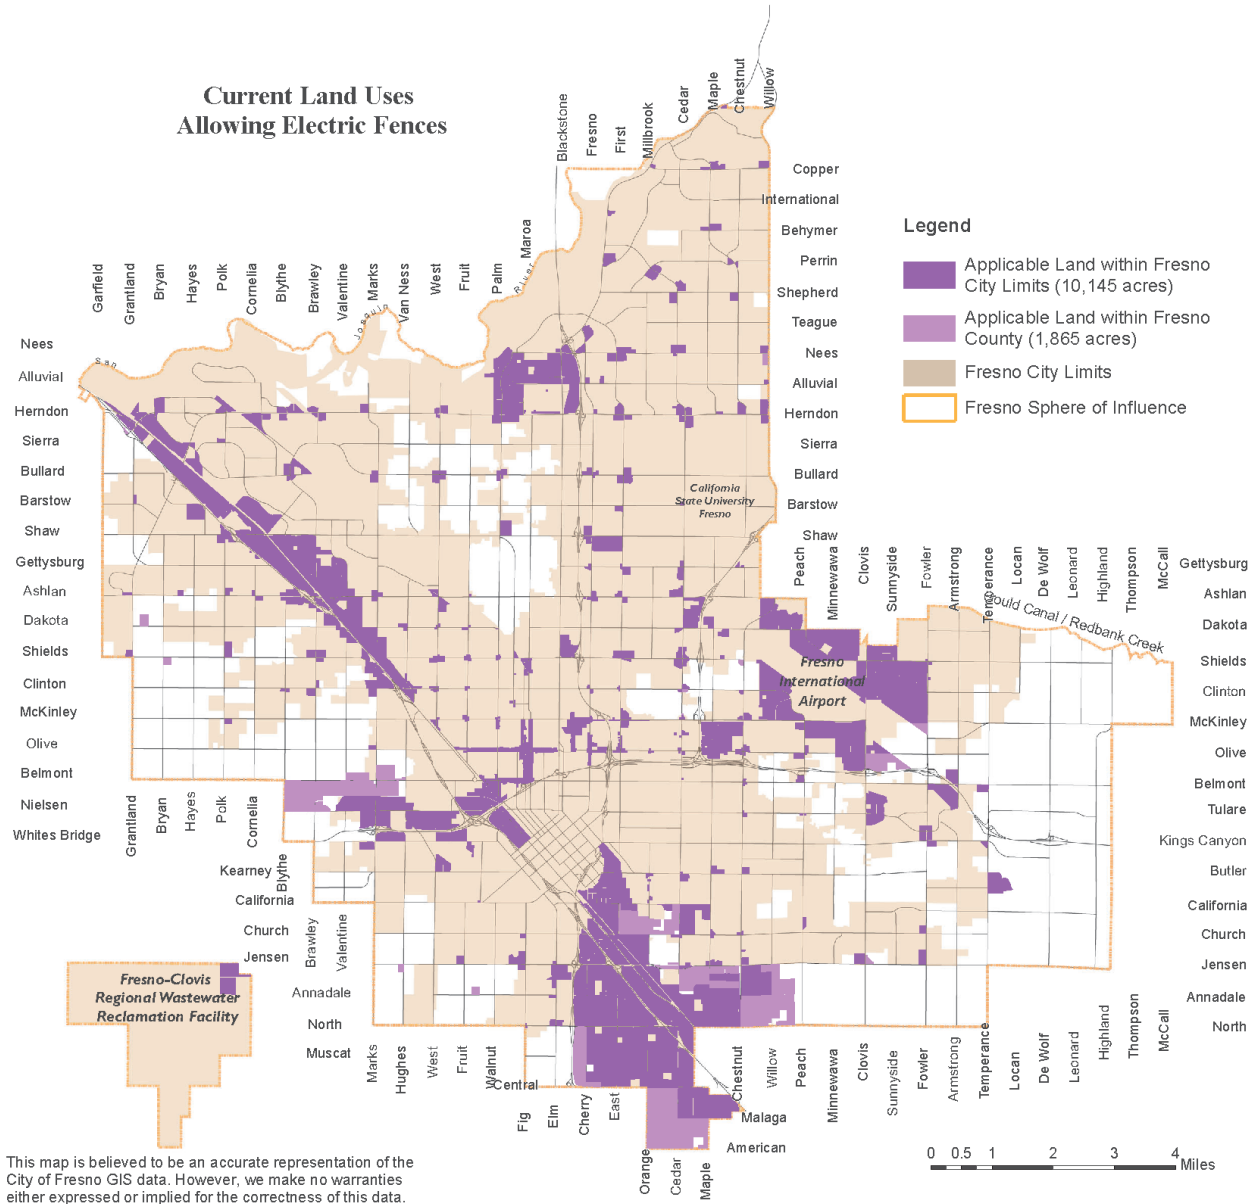 Current Land Uses
Allowing Electric Fences
Blackstone
Fresno
First
Millbrook
Cedar
Maple
Chestnut
Willow
Copper
International
Behymer
Perrin
Shepherd
Teague
Nees
Alluvial
Herndon
Sierra
Bullard
Barstow
Shaw
Legend
Applicable Land within Fresno
City Limits (10,145 acres)
Applicable Land within Fresno
County (1,865 acres)
Fresno City Limits
Fresno Sphere of Influence
Garfield
Grantland
Bryan
Hayes
Polk
Cornelia
Blythe
Brawley
Valentine
Marks
Van Ness
West
Fruit
Palm
Maroa
San
Joaquin
River
Nees
Alluvial
Herndon
Sierra
Bullard
Barstow
Shaw
Gettysburg
Ashlan
Dakota
Shields
Clinton
McKinley
Olive
Belmont
Nielsen
Whites Bridge
California
State University
Fresno
Peach
Minnewawa
Clovis
Sunnyside
Fowler
Armstrong
Temperance
Locan
De Wolf
Leonard
Highland
Thompson
McCall
Gould Canal / Redbank Creek
Gettysburg
Ashlan
Dakota
Shields
Clinton
McKinley
Olive
Belmont
Tulare
Kings Canyon
Butler
California
Church
Jensen
Annadale
North
Fresno
International
Airport
Grantland
Bryan
Hayes
Polk
Cornelia
Kearney
Blythe
California
Church
Brawley
Valentine
Jensen
Annadale
North
Muscat
Fresno-Clovis
Regional Wastewater
Reclamation Facility
Marks
Hughes
West
Fruit
Walnut
Central
Fig
Elm
Cherry
East
Orange
Cedar
Maple
Chestnut
Willow
Peach
Minnewawa
Clovis
Sunnyside
Fowler
Armstrong
Temperance
Locan
De Wolf
Leonard
Highland
Thompson
McCall
Malaga
American
0 0.5 1 2 3 4
Miles
This map is believed to be an accurate representation of the
City of Fresno GIS data. However, we make no warranties
either expressed or implied for the correctness of this data.